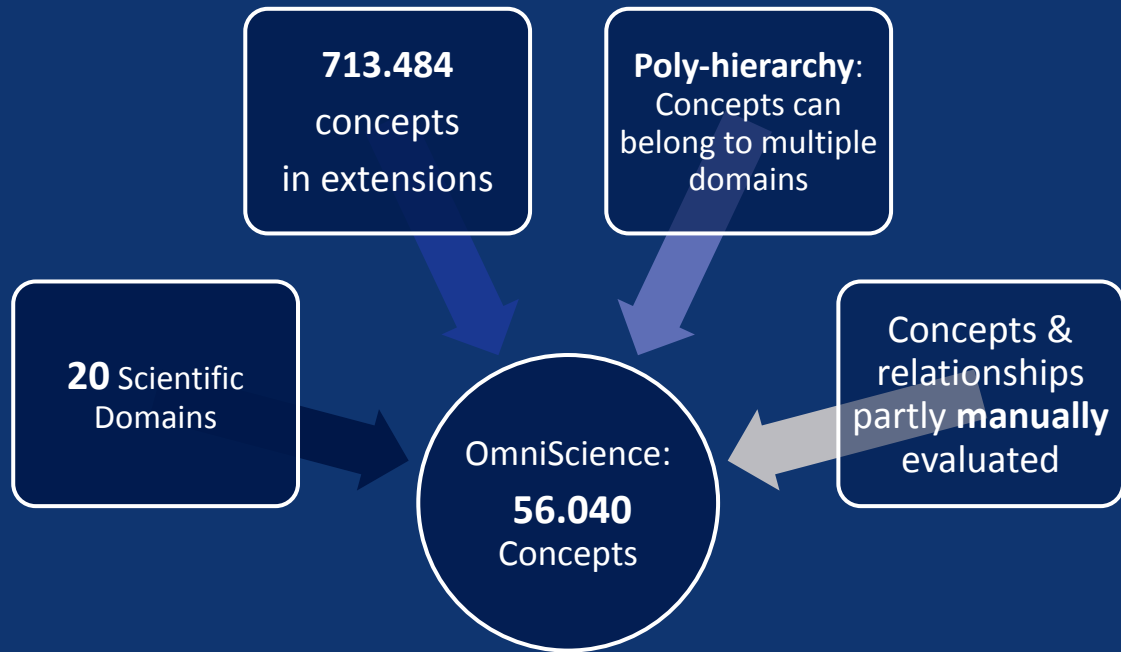 713.484
concepts
in extensions
Poly-hierarchy:
Concepts can
belong to multiple
domains
20 Scientific
Domains
OmniScience:
56.040
Concepts
Concepts &
relationships
partly manually
evaluated